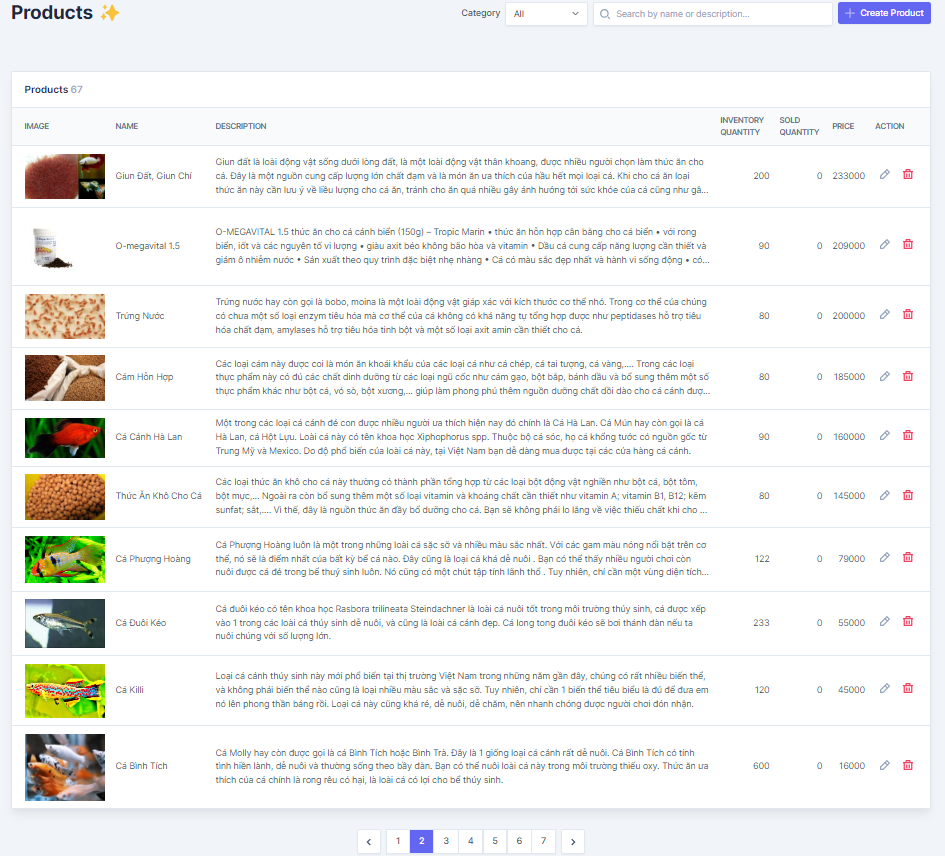 Products ✨
Category All Search by name or description... Create Product
Products 67
IMAGE NAME DESCRIPTION INVENTORY QUANTITY SOLD QUANTITY PRICE ACTION
Giun Đất, Giun Chí
Giun đất là loài động vật sống dưới lòng đất, là một loài động vật thân khoang, được nhiều người chọn làm thức ăn cho
cá. Đây là một nguồn cung cấp lượng lớn chất đạm và là món ăn ưa thích của hầu hết mọi loại cá. Khi cho cá ăn loại
thức ăn này cần lưu ý về liều lượng cho cá ăn, tránh cho ăn quá nhiều gây ảnh hưởng tới sức khỏe của cá cũng như gâ...
200 0 233000
O-megavital 1.5
O-MEGAVITAL 1.5 thức ăn cho cá cảnh biển (150g) – Tropic Marin • thức ăn hỗn hợp cân bằng cho cá biển • với rong
biển, iốt và các nguyên tố vi lượng • giàu axit béo không bão hòa và vitamin • Dầu cá cung cấp năng lượng cần thiết và
giảm ô nhiễm nước • Sản xuất theo quy trình đặc biệt nhẹ nhàng • Cá có màu sắc đẹp nhất và hành vi sống động • có...
90 0 209000
Trứng Nước
Trứng nước hay còn gọi là bobo, moina là một loài động vật giáp xác với kích thước cơ thể nhỏ. Trong cơ thể của chúng
có chưa một số loại enzym tiêu hóa mà cơ thể của cá không có khả năng tự tổng hợp được như peptidases hỗ trợ tiêu
hóa chất đạm, amylases hỗ trợ tiêu hóa tinh bột và một số loại axit amin cần thiết cho cá.
80 0 200000
Cám Hỗn Hợp
Các loại cám này được coi là món ăn khoái khẩu của các loại cá như cá chép, cá tai tượng, cá vàng,.... Trong các loại
thực phẩm này có đủ các chất dinh dưỡng từ các loại ngũ cốc như cám gạo, bột bắp, bánh dầu và bổ sung thêm một số
thực phẩm khác như bột cá, vỏ sò, bột xương,... giúp làm phong phú thêm nguồn dưỡng chất dồi dào cho cá cảnh đượ...
80 0 185000
Cá Cảnh Hà Lan
Một trong các loại cá cảnh đẻ con được nhiều người ưa thích hiện nay đó chính là Cá Hà Lan. Cá Mún hay còn gọi là cá
Hà Lan, cá Hột Lựu. Loài cá này có tên khoa học Xiphophorus spp. Thuộc bộ cá sóc, họ cá khổng tước có nguồn gốc từ
Trung Mỹ và Mexico. Do độ phổ biến của loài cá này, tại Việt Nam bạn dễ dàng mua được tại các cửa hàng cá cảnh.
90 0 160000
Thức Ăn Khô Cho Cá
Các loại thức ăn khô cho cá này thường có thành phần tổng hợp từ các loại bột động vật nghiền như bột cá, bột tôm,
bột mực,... Ngoài ra còn bổ sung thêm một số loại vitamin và khoáng chất cần thiết như vitamin A; vitamin B1, B12; kẽm
sunfat; sắt,.... Vì thế, đây là nguồn thức ăn đầy bổ dưỡng cho cá. Bạn sẽ không phải lo lắng về việc thiếu chất khi cho ...
80 0 145000
Cá Phượng Hoàng
Cá Phượng Hoàng luôn là một trong những loài cá sặc sỡ và nhiều màu sắc nhất. Với các gam màu nóng nổi bật trên cơ
thể, nó sẽ là điểm nhất của bất kỳ bể cá nào. Đây cũng là loại cá khá dễ nuôi . Bạn có thể thấy nhiều người chơi còn
nuôi được cá đẻ trong bể thuỷ sinh luôn. Nó cũng có một chút tập tính lãnh thổ . Tuy nhiên, chỉ cần một vùng diện tích...
122 0 79000
Cá Đuôi Kéo
Cá đuôi kéo có tên khoa học Rasbora trilineata Steindachner là loài cá nuôi tốt trong môi trường thủy sinh, cá được xếp
vào 1 trong các loài cá thủy sinh dễ nuôi, và cũng là loài cá cảnh đẹp. Cá long tong đuôi kéo sẽ bơi thành đàn nếu ta
nuôi chúng với số lượng lớn.
233 0 55000
Cá Killi
Loại cá cảnh thủy sinh này mới phổ biến tại thị trường Việt Nam trong những năm gần đây, chúng có rất nhiều biến thể,
và không phải biến thể nào cũng là loại nhiều màu sắc và sặc sỡ. Tuy nhiên, chỉ cần 1 biến thể tiêu biểu là đủ để đưa em
nó lên phong thần bảng rồi. Loại cá này cũng khá rẻ, dễ nuôi, dễ chăm, nên nhanh chóng được người chơi đón nhận.
120 0 45000
Cá Bình Tích
Cá Molly hay còn được gọi là cá Bình Tích hoặc Bình Trà. Đây là 1 giống loại cá cảnh rất dễ nuôi. Cá Bình Tích có tính
tình hiền lành, dễ nuôi và thường sống theo bầy đàn. Bạn có thể nuôi loài cá này trong môi trường thiếu oxy. Thức ăn ưa
thích của cá chính là rong rêu có hại, là loài cá có lợi cho bể thủy sinh.
600 0 16000
1 2 3 4 5 6 7